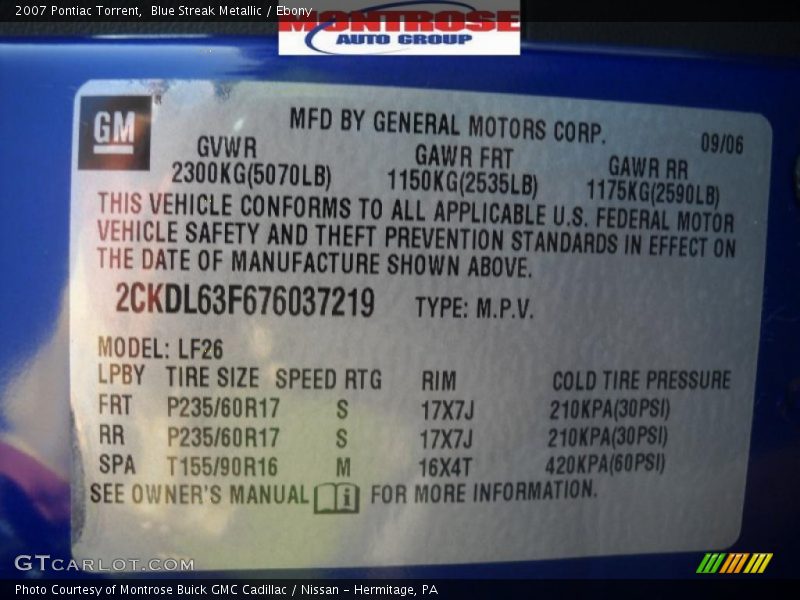 2007 Pontiac Torrent, Blue Streak Metallic / Ebony
MONTROSE
AUTO GROUP
GM
MFD BY GENERAL MOTORS CORP.
09/06
GVWR
GAWR FRT
GAWR RR
2300KG(5070LB)
1150KG(2535LB)
1175KG(2590LB)
THIS VEHICLE CONFORMS TO ALL APPLICABLE U.S. FEDERAL MOTOR
VEHICLE SAFETY AND THEFT PREVENTION STANDARDS IN EFFECT ON
THE DATE OF MANUFACTURE SHOWN ABOVE.
2CKDL63F676037219 TYPE: M.P.V.
MODEL: LF26
LPBY TIRE SIZE SPEED RTG RIM COLD TIRE PRESSURE
FRT P235/60R17 S 17X7J 210KPA(30PSI)
RR P235/60R17 S 17X7J 210KPA(30PSI)
SPA T155/90R16 M 16X4T 420KPA(60PSI)
SEE OWNER'S MANUAL i FOR MORE INFORMATION.
GTCARLOT.COM
Photo Courtesy of Montrose Buick GMC Cadillac / Nissan - Hermitage, PA